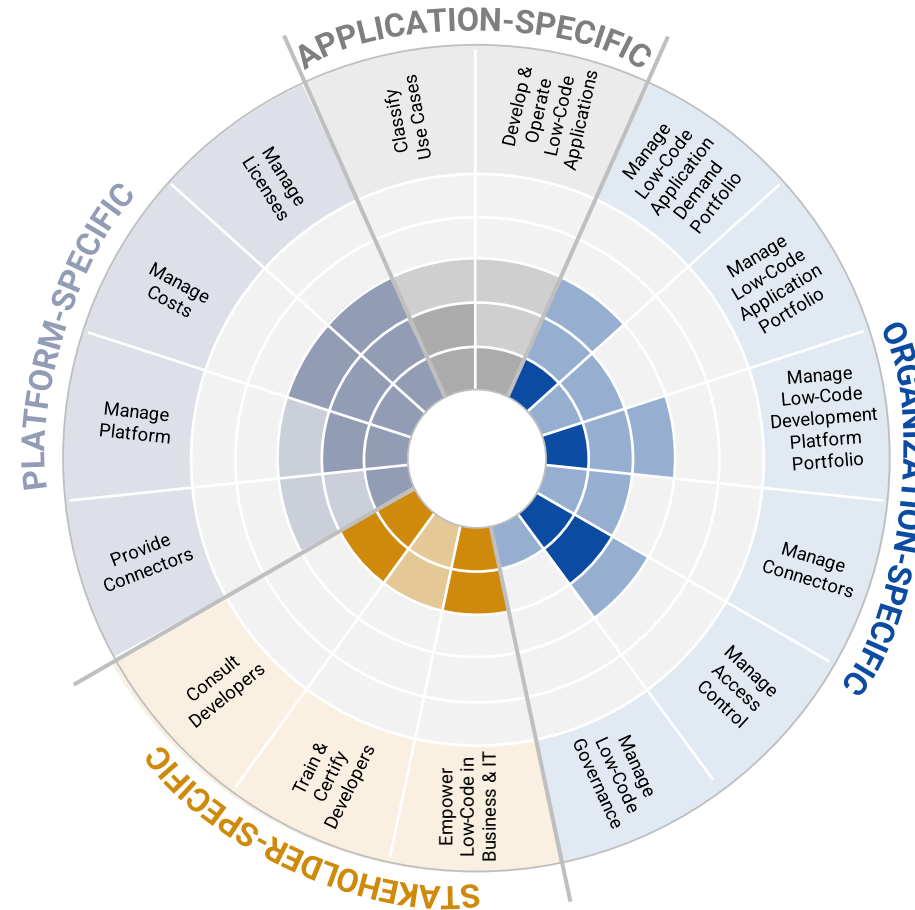 APPLICATION-SPECIFIC
Classify
Use Cases
Develop &
Operate
Low-Code
Applications
Manage
Low-Code
Application
Demand
Portfolio
Manage
Low-Code
Application
Portfolio
Manage
Low-Code
Development
Platform
Portfolio
Manage
Connectors
Manage
Access
Control
Manage
Low-Code
Governance
ORGANIZATION-SPECIFIC
Empower
Low-Code in
Business & IT
Train &
Certify
Developers
Consult
Developers
STAKEHOLDER-SPECIFIC
Provide
Connectors
Manage
Platform
Manage
Costs
Manage
Licenses
PLATFORM-SPECIFIC